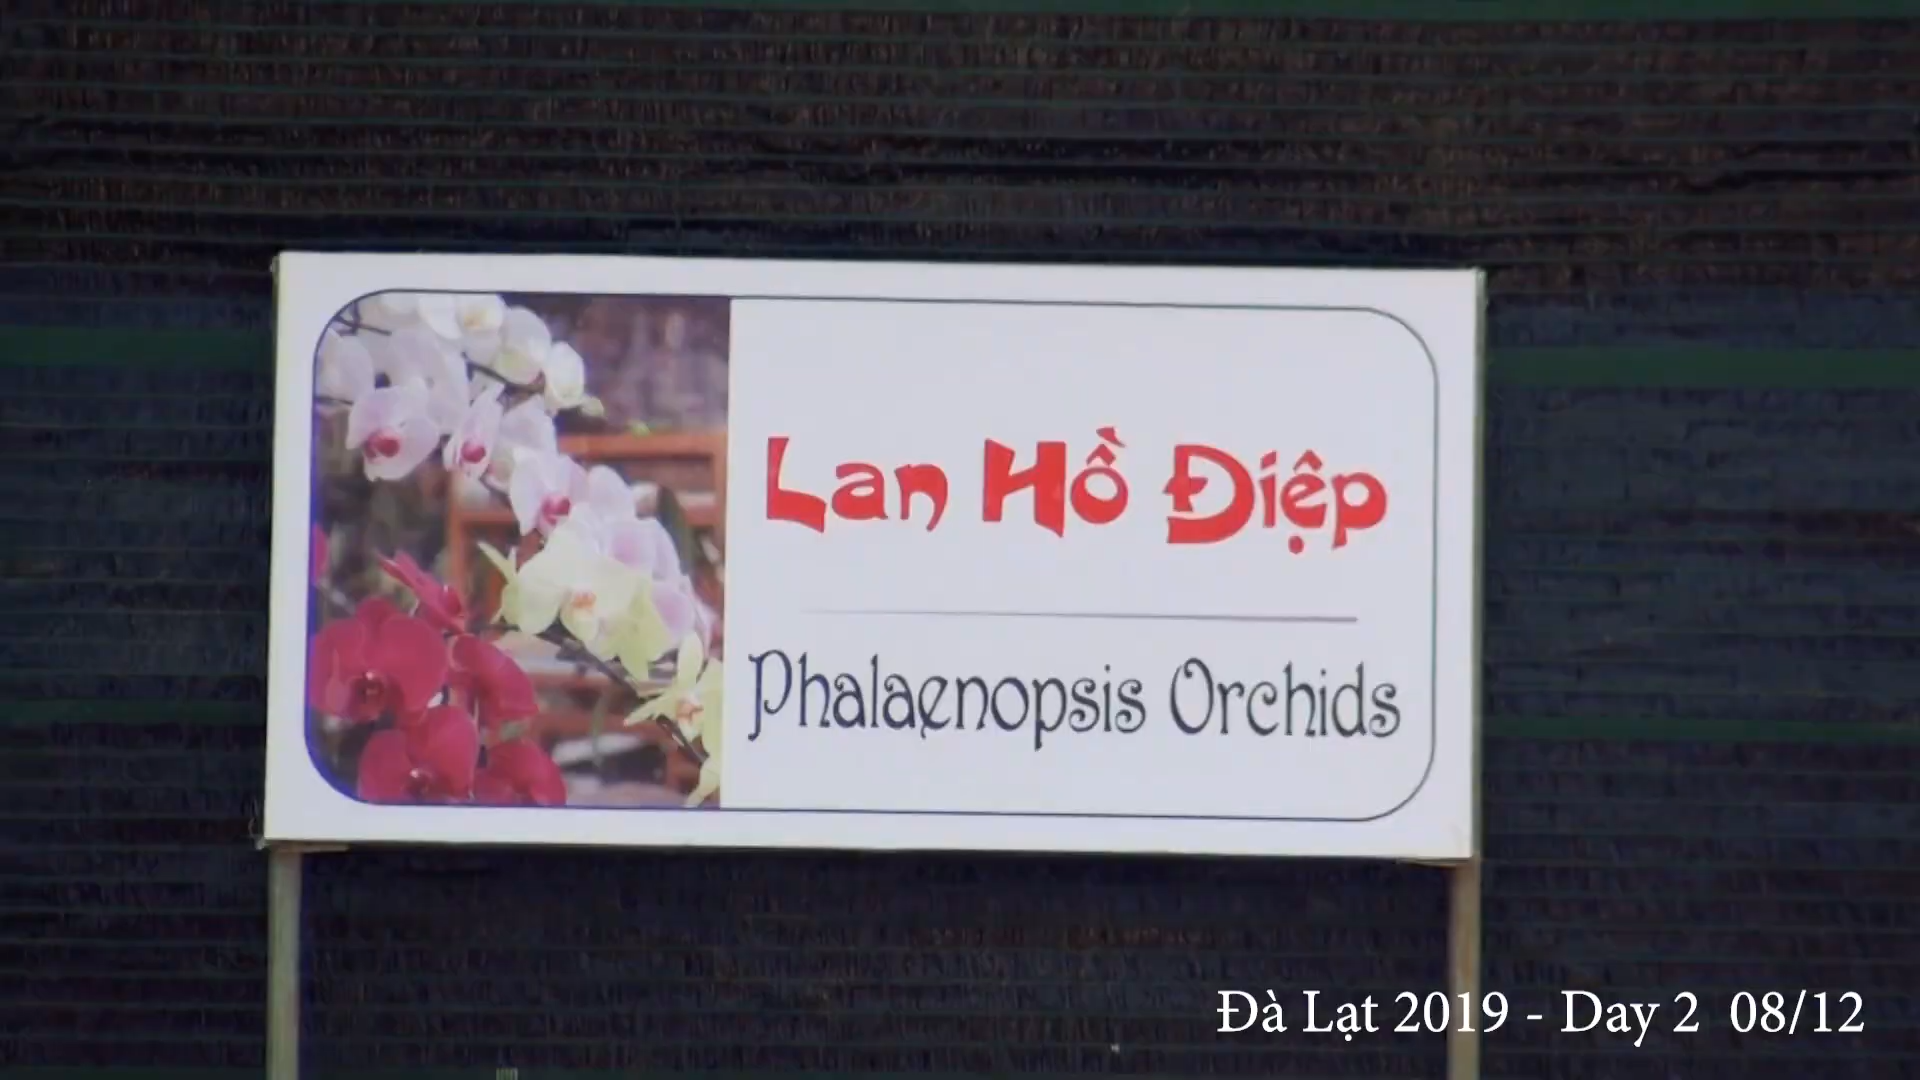 Lan Hồ Điệp
Phalaenopsis Orchids
Đà Lạt 2019 - Day 2 08/12